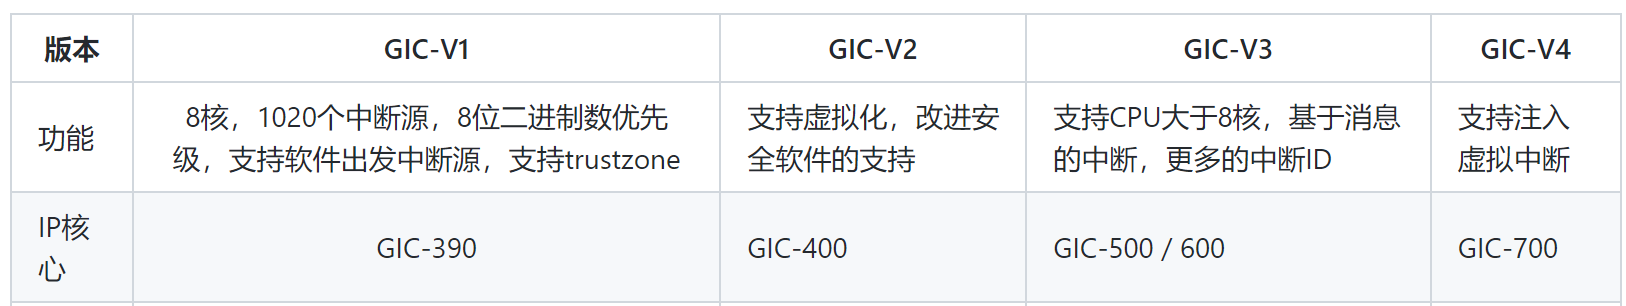 版本 GIC-V1 GIC-V2 GIC-V3 GIC-V4
功能
8核，1020个中断源，8位二进制数优先
级，支持软件出发中断源，支持trustzone
支持虚拟化，改进安
全软件的支持
支持CPU大于8核，基于消息
的中断，更多的中断ID
支持注入
虚拟中断
IP核
心
GIC-390
GIC-400
GIC-500 / 600
GIC-700